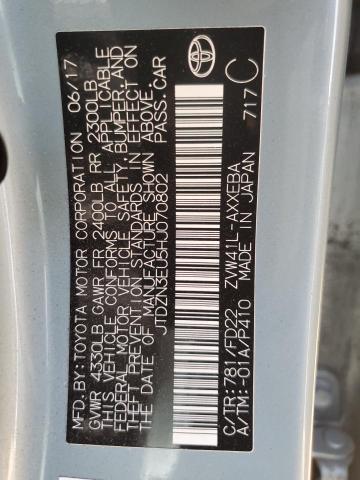 MFD. BY: TOYOTA MOTOR CORPORATION 06/17
GVWR 4330LB GAWR FR 2400LB RR 2300LB
THIS VEHICLE CONFORMS TO ALL APPLICABLE
FEDERAL MOTOR VEHICLE SAFETY, BUMPER, AND
THEFT PREVENTION STANDARDS IN EFFECT ON
THE DATE OF MANUFACTURE SHOWN ABOVE.
JTDZN3EU5HJ070802 PASS. CAR
C/TR:781/FD22 ZVW41L-AXXEBA
A/TM:-01A/P410 MADE IN JAPAN 717 C
TOYOTA